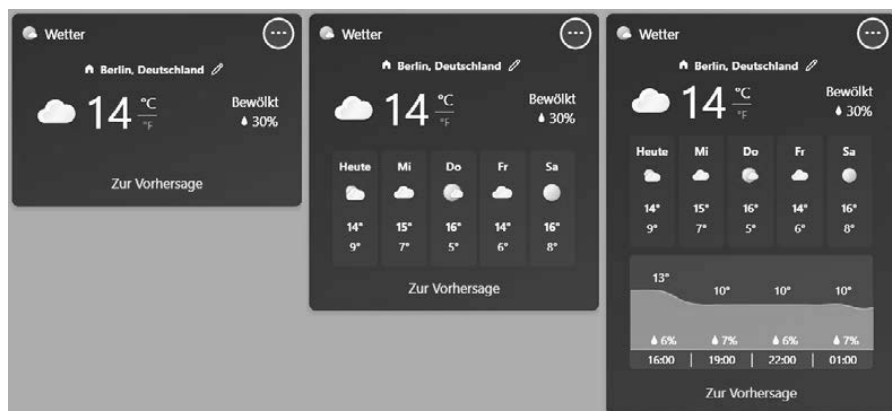 Wetter
Berlin, Deutschland
14 °C
°F
Bewölkt
30%
Zur Vorhersage
Wetter
Berlin, Deutschland
14 °C
°F
Bewölkt
30%
Heute Mi Do Fr Sa
14° 15° 16° 14° 16°
9° 7° 5° 6° 8°
Zur Vorhersage
Wetter
Berlin, Deutschland
14 °C
°F
Bewölkt
30%
Heute Mi Do Fr Sa
14° 15° 16° 14° 16°
9° 7° 5° 6° 8°
13° 10° 10° 10°
6% 7% 6% 7%
16:00 | 19:00 | 22:00 | 01:00
Zur Vorhersage